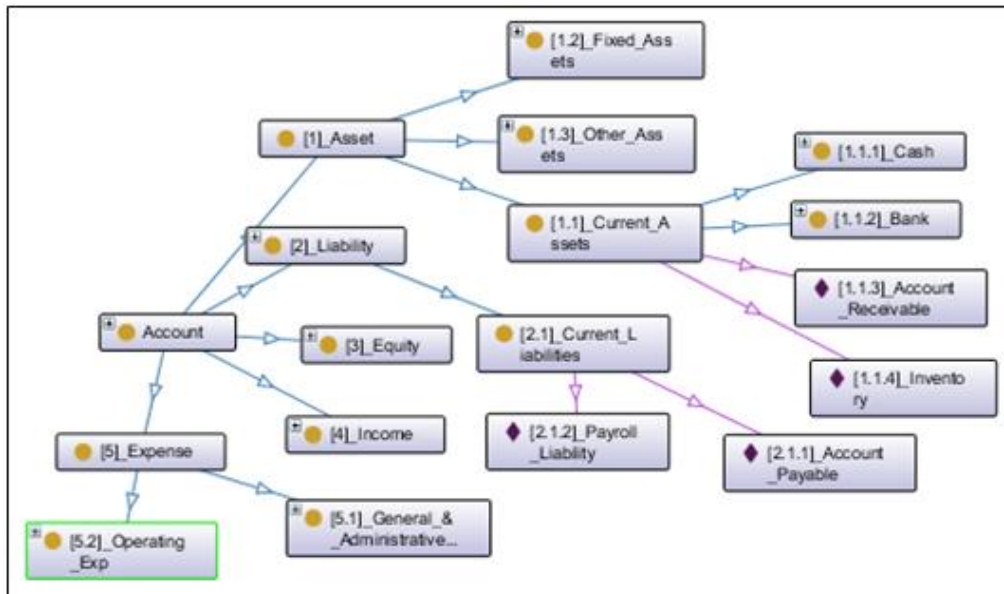 [1.2]_Fixed_Ass
ets
[1]_Asset
[1.3]_Other_Ass
ets
[1.1.1]_Cash
[1.1]_Current_A
ssets
[1.1.2]_Bank
[2]_Liability
[1.1.3]_Account
_Receivable
Account
[3]_Equity
[2.1]_Current_L
iabilities
[1.1.4]_Invento
ry
[4]_Income
[5]_Expense
[2.1.2]_Payroll
_Liability
[2.1.1]_Account
_Payable
[5.1]_General_&
_Administrative...
[5.2]_Operating
_Exp